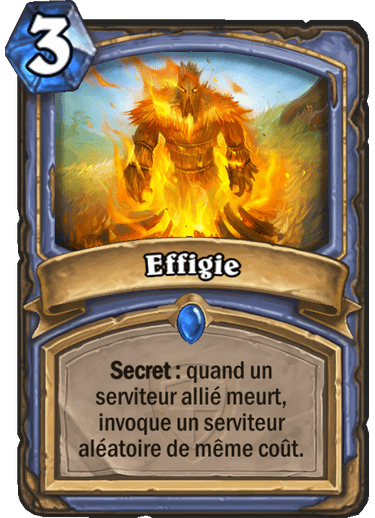 3
Effigie
Secret : quand un
serviteur allié meurt,
invoque un serviteur
aléatoire de même coût.